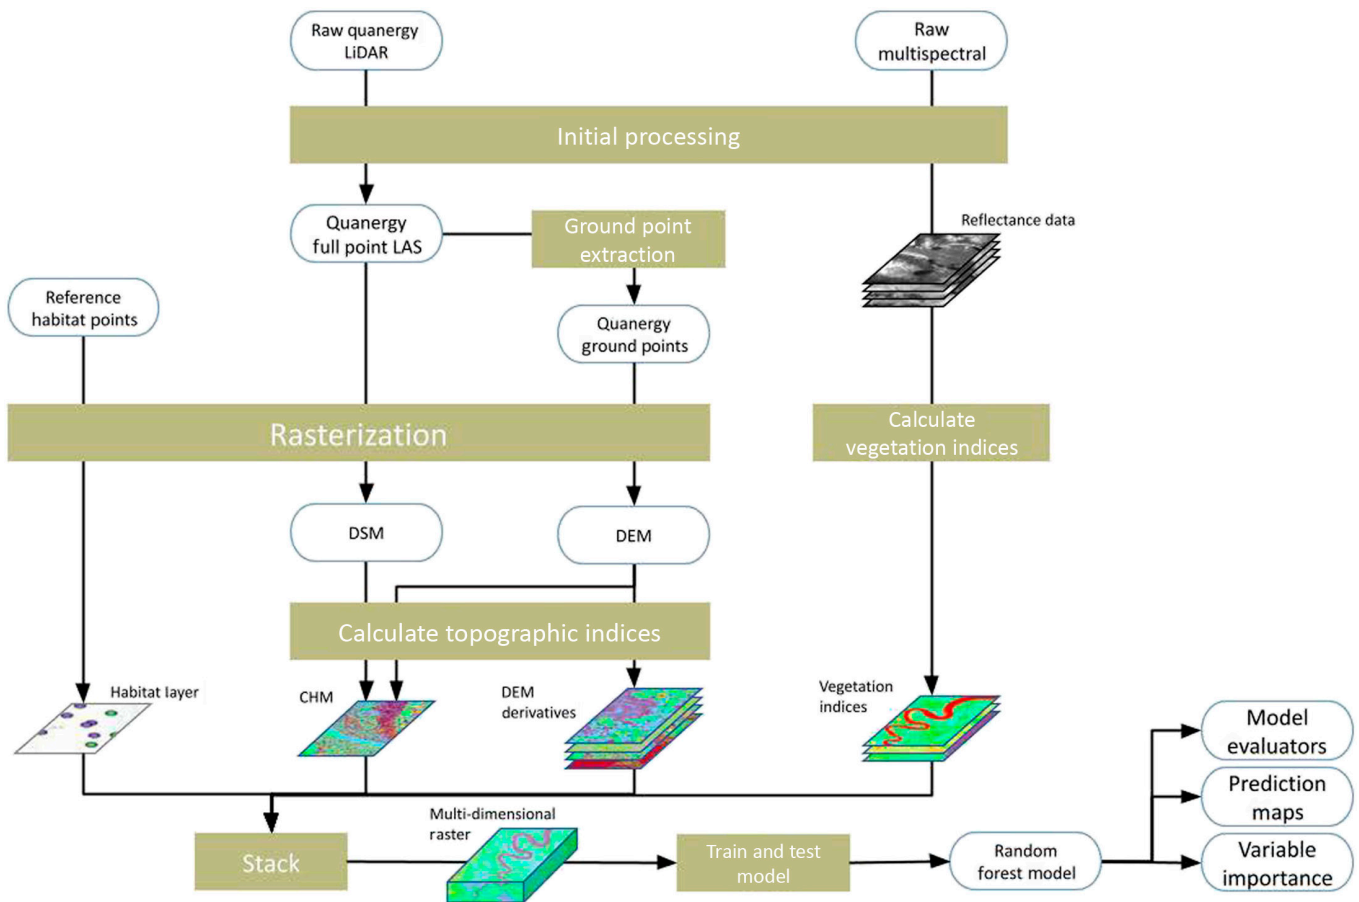 Raw quanergy
LiDAR
Raw
multispectral
Initial processing
Quanergy
full point LAS
Ground point
extraction
Reflectance data
Reference
habitat points
Quanergy
ground points
Rasterization
Calculate
vegetation indices
DSM
DEM
Calculate topographic indices
Habitat layer
CHM
DEM
derivatives
Vegetation
indices
Model
evaluators
Prediction
maps
Multi-dimensional
raster
Stack
Train and test
model
Random
forest model
Variable
importance